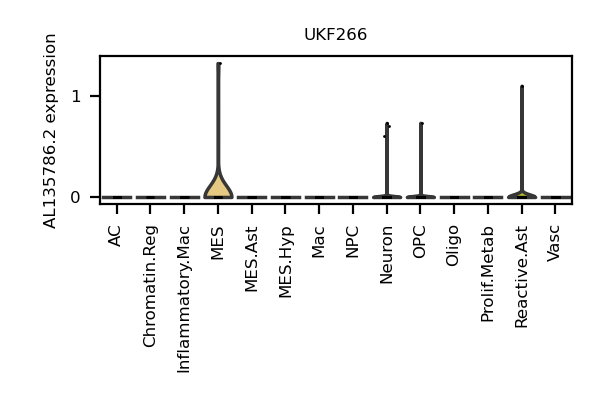 UKF266
AL135786.2 expression
1
0
AC
Chromatin.Reg
Inflammatory.Mac
MES
MES.Ast
MES.Hyp
Mac
NPC
Neuron
OPC
Oligo
Prolif.Metab
Reactive.Ast
Vasc